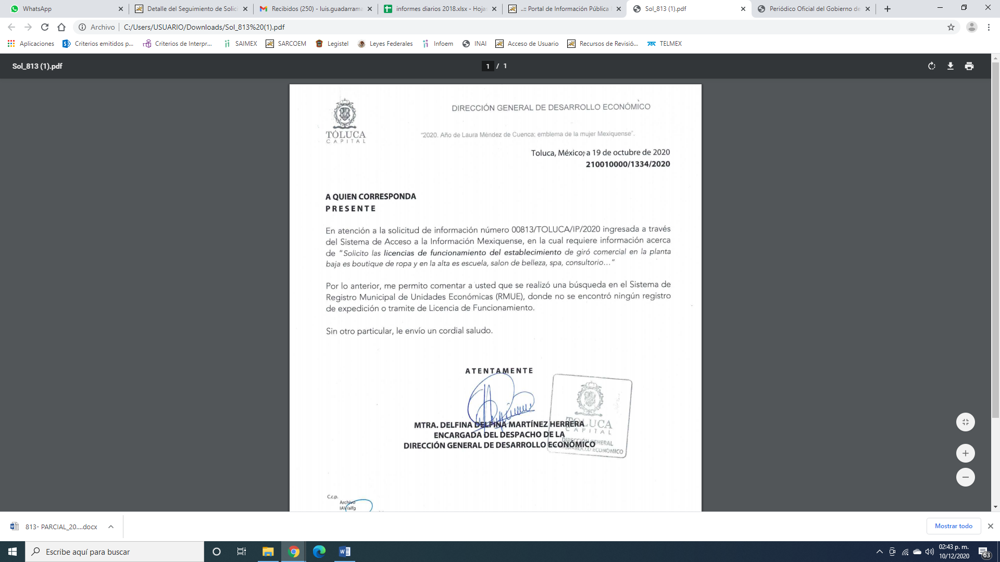 WhatsApp
Detalle del Seguimiento de Solici
Recibidos (250) - luis.guadarrama
informes diarios 2018.xlsx - Hoja
..:: Portal de Información Pública
Sol_813 (1).pdf
Periódico Oficial del Gobierno de
Archivo
C:/Users/USUARIO/Downloads/Sol_813%20(1).pdf
Aplicaciones
Criterios emitidos p...
Criterios de Interpr...
SAIMEX
SARCOEM
Legistel
Leyes Federales
Infoem
INAI
Acceso de Usuario
Recursos de Revisió...
TELMEX
Sol_813 (1).pdf
1 / 1
TOLUCA
CAPITAL
DIRECCIÓN GENERAL DE DESARROLLO ECONÓMICO
"2020. Año de Laura Méndez de Cuenca; emblema de la mujer Mexiquense".
Toluca, México; a 19 de octubre de 2020
210010000/1334/2020
A QUIEN CORRESPONDA
PRESENTE
En atención a la solicitud de información número 00813/TOLUCA/IP/2020 ingresada a través
del Sistema de Acceso a la Información Mexiquense, en la cual requiere información acerca
de "Solicito las licencias de funcionamiento del establecimiento de giró comercial en la planta
baja es boutique de ropa y en la alta es escuela, salon de belleza, spa, consultorio..."
Por lo anterior, me permito comentar a usted que se realizó una búsqueda en el Sistema de
Registro Municipal de Unidades Económicas (RMUE), donde no se encontró ningún registro
de expedición o tramite de Licencia de Funcionamiento.
Sin otro particular, le envío un cordial saludo.
ATENTAMENTE
MTRA. DELFINA DELFINA MARTÍNEZ HERRERA
ENCARGADA DEL DESPACHO DE LA
DIRECCIÓN GENERAL DE DESARROLLO ECONÓMICO
TOLUCA
CAPITAL
DIRECCIÓN GENERAL
DESARROLLO ECONOMICO
C.c.p.
Archivo
IAV/alfg
813- PARCIAL_20....docx
Mostrar todo
Escribe aquí para buscar
02:43 p. m.
10/12/2020
63